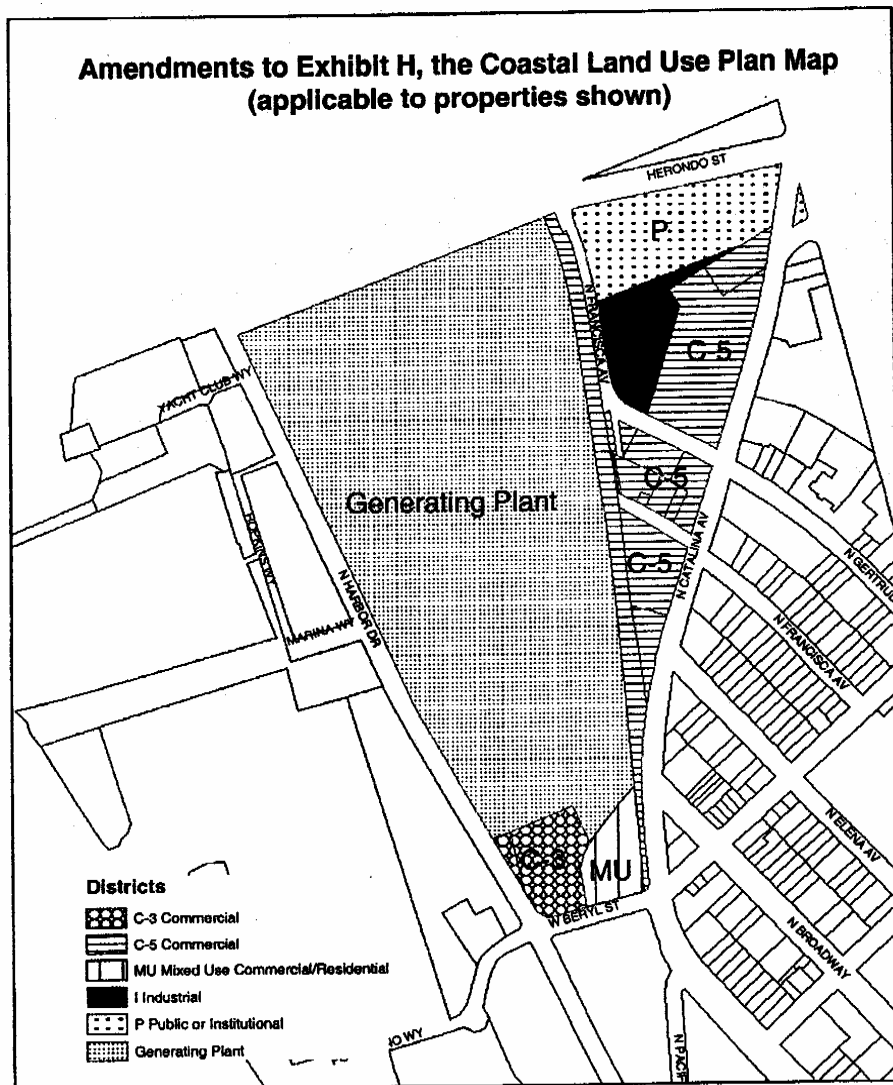 Amendments to Exhibit H, the Coastal Land Use Plan Map
(applicable to properties shown)
HERONDO ST
P
N FRANCISCA AV
C-5
YACHT CLUB WY
Generating Plant
C-5
HOPKINS WY
C-5
N CATALINA AV
N GERTRU
N HARBOR DR
MARINA WY
N FRANCISCA AV
N ELENA AV
C-3
MU
W BERYL ST
N BROADWAY
Districts
C-3 Commercial
C-5 Commercial
MU Mixed Use Commercial/Residential
I Industrial
P Public or Institutional
Generating Plant
WY
N PACIF